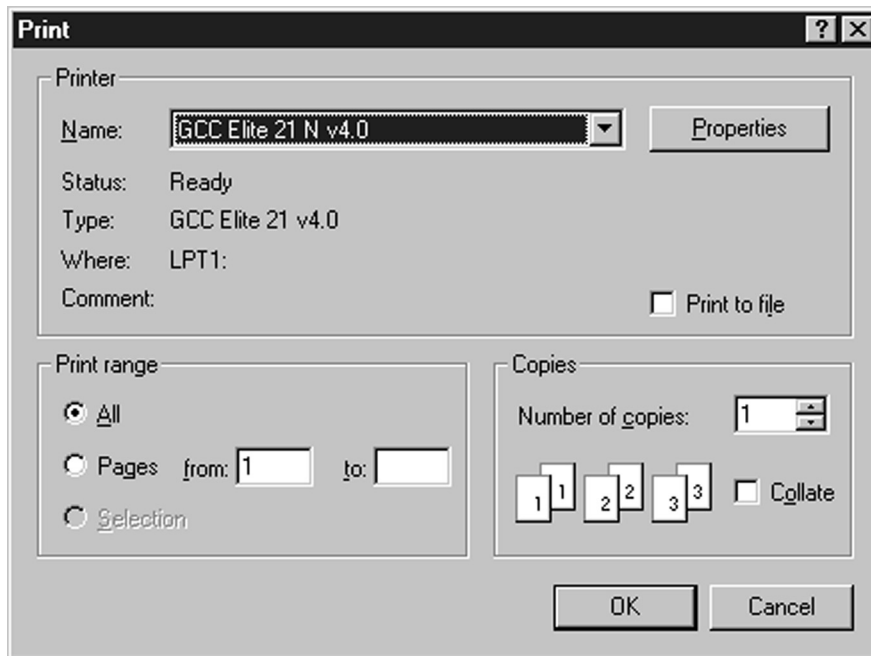 Print
Printer
Name: GCC Elite 21 N v4.0 Properties
Status: Ready
Type: GCC Elite 21 v4.0
Where: LPT1:
Comment:
Print to file
Print range
All
Pages from: 1 to:
Selection
Copies
Number of copies: 1
1 1 2 2 3 3 Collate
OK Cancel